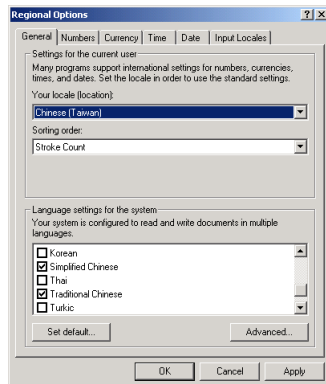 Regional Options
General Numbers Currency Time Date Input Locales
Settings for the current user
Many programs support international settings for numbers, currencies,
times, and dates. Set the locale in order to use the standard settings.
Your locale (location):
Chinese (Taiwan)
Sorting order:
Stroke Count
Language settings for the system
Your system is configured to read and write documents in multiple
languages.
Korean
Simplified Chinese
Thai
Traditional Chinese
Turkic
Set default... Advanced...
OK Cancel Apply